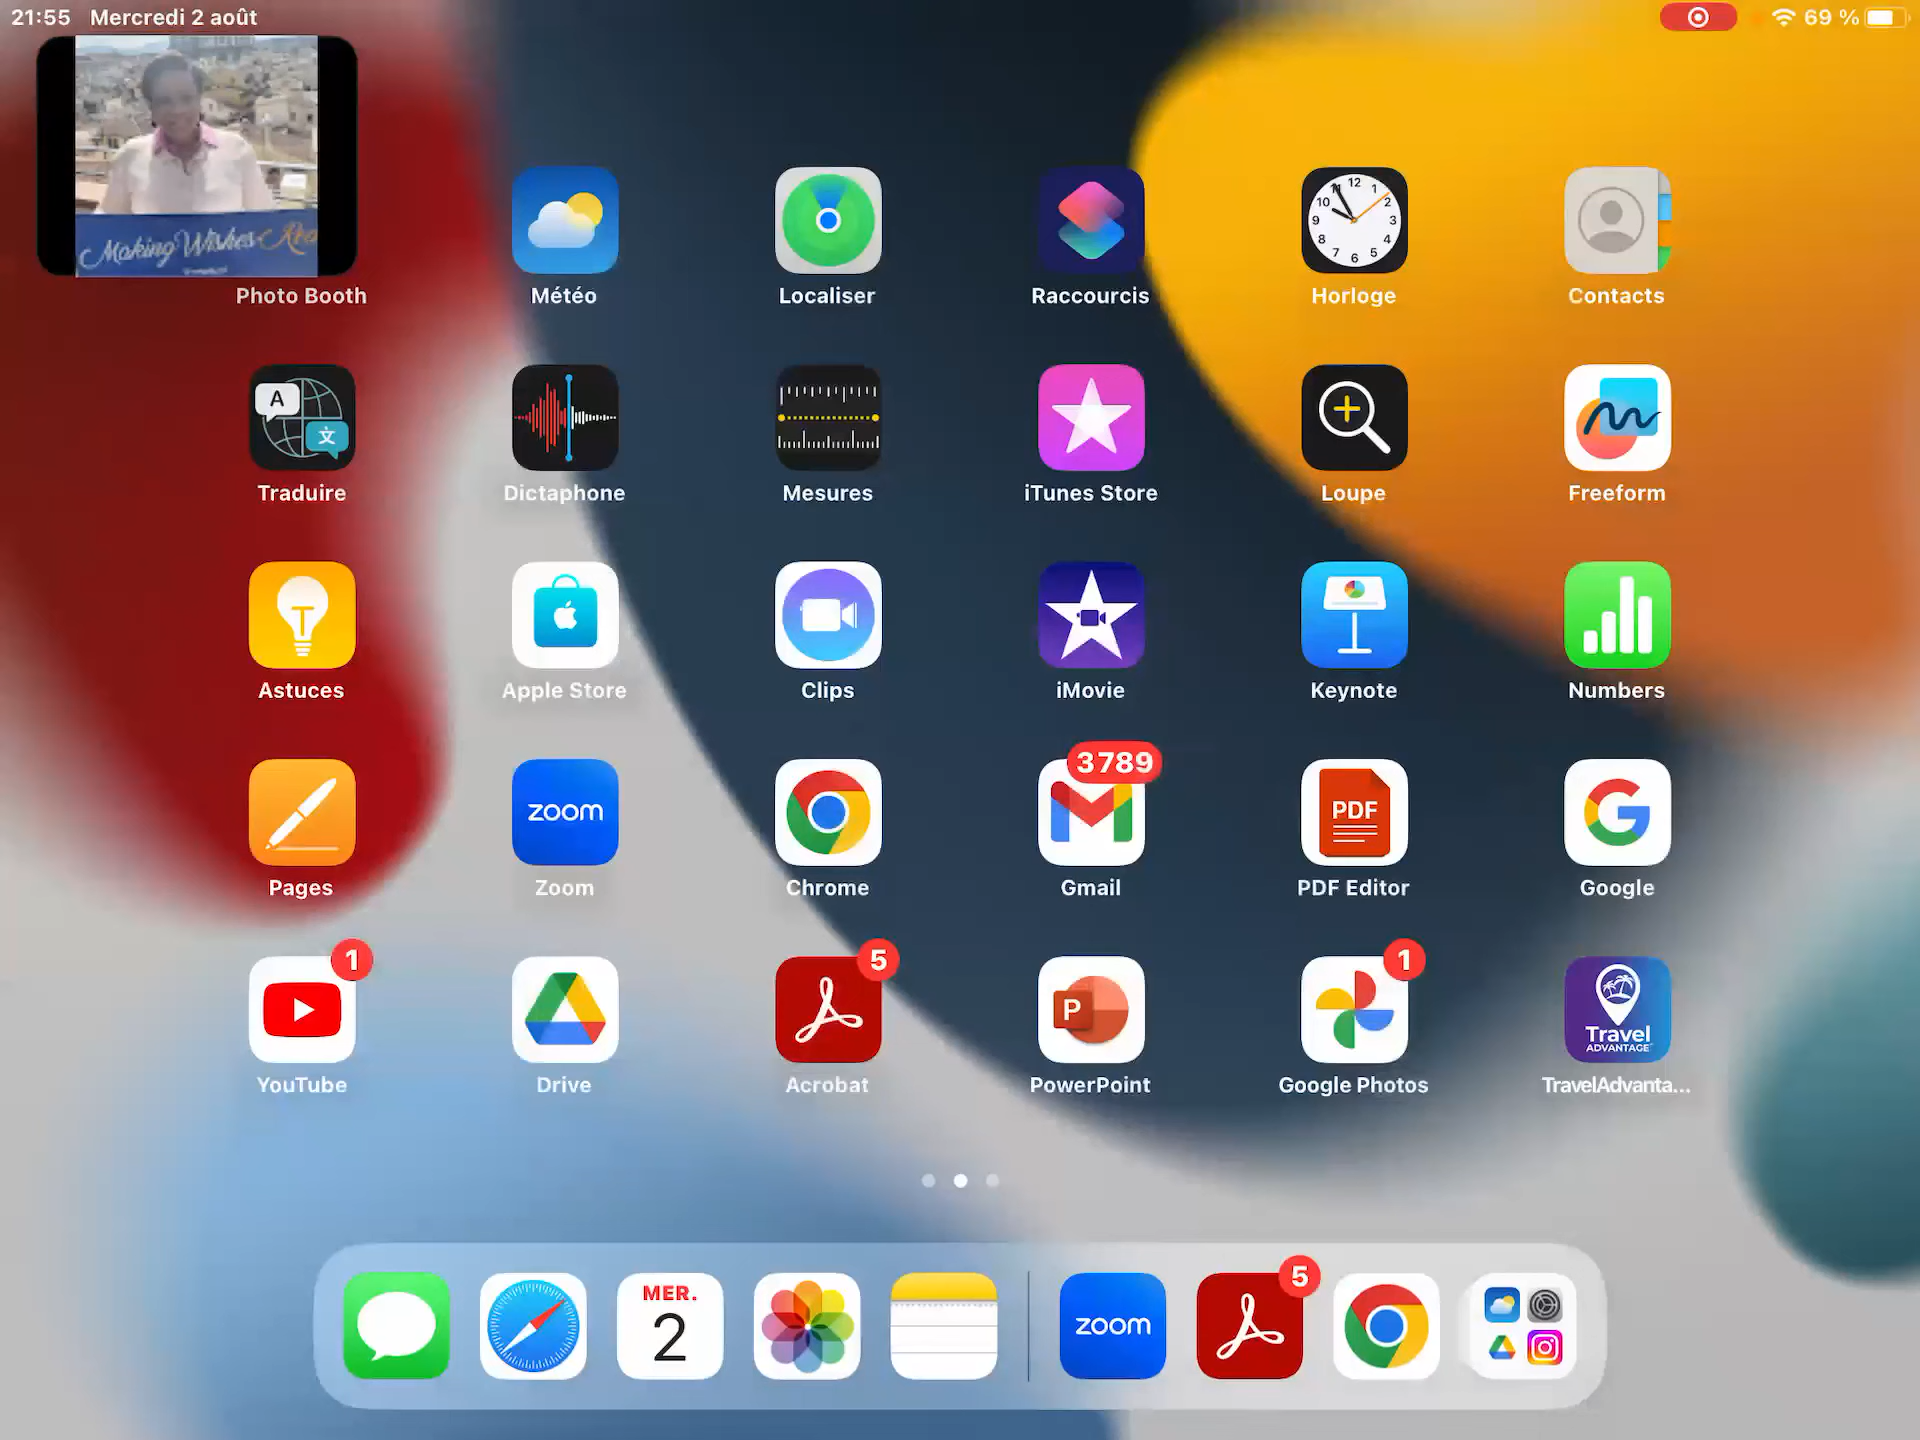 21:55 Mercredi 2 août
69 %
Making Wishes
Photo Booth
Météo
Localiser
Raccourcis
Horloge
Contacts
Traduire
Dictaphone
Mesures
iTunes Store
Loupe
Freeform
Astuces
Apple Store
Clips
iMovie
Keynote
Numbers
zoom
3789
PDF
Pages
Zoom
Chrome
Gmail
PDF Editor
Google
1
5
1
Travel
ADVANTAGE
YouTube
Drive
Acrobat
PowerPoint
Google Photos
TravelAdvanta...
MER.
2
zoom
5